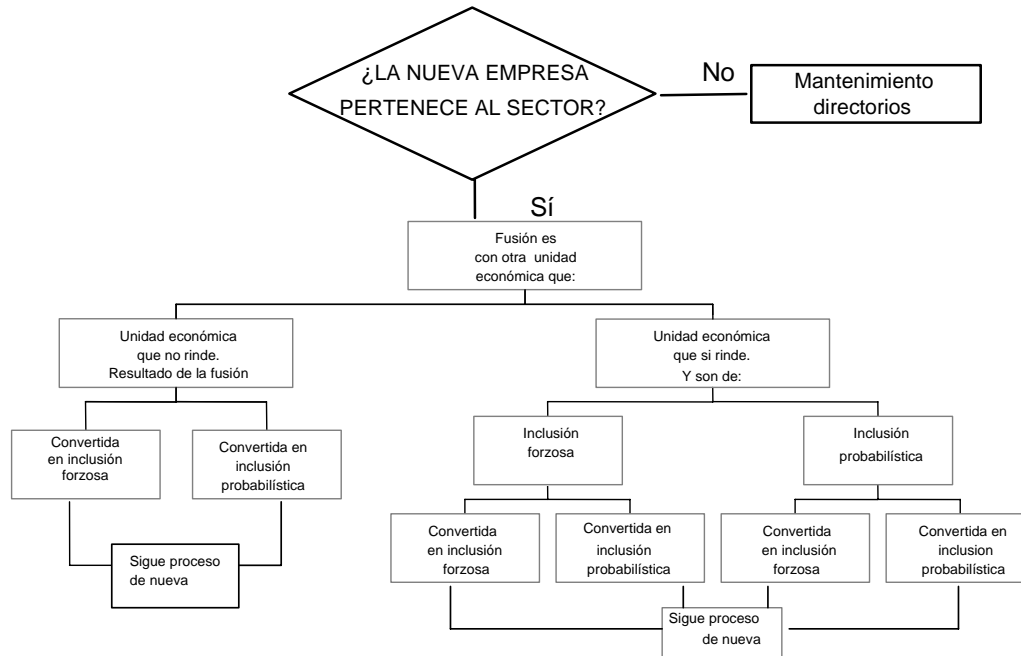 ¿LA NUEVA EMPRESA
PERTENECE AL SECTOR?
No
Mantenimiento
directorios
Sí
Fusión es
con otra unidad
económica que:
Unidad económica
que no rinde.
Resultado de la fusión
Unidad económica
que si rinde.
Y son de:
Convertida
en inclusión
forzosa
Convertida en
inclusión
probabilística
Inclusión
forzosa
Inclusión
probabilística
Convertida
en inclusión
forzosa
Convertida en
inclusión
probabilística
Convertida
en inclusión
forzosa
Convertida en
inclusion
probabilística
Sigue proceso
de nueva
Sigue proceso
de nueva